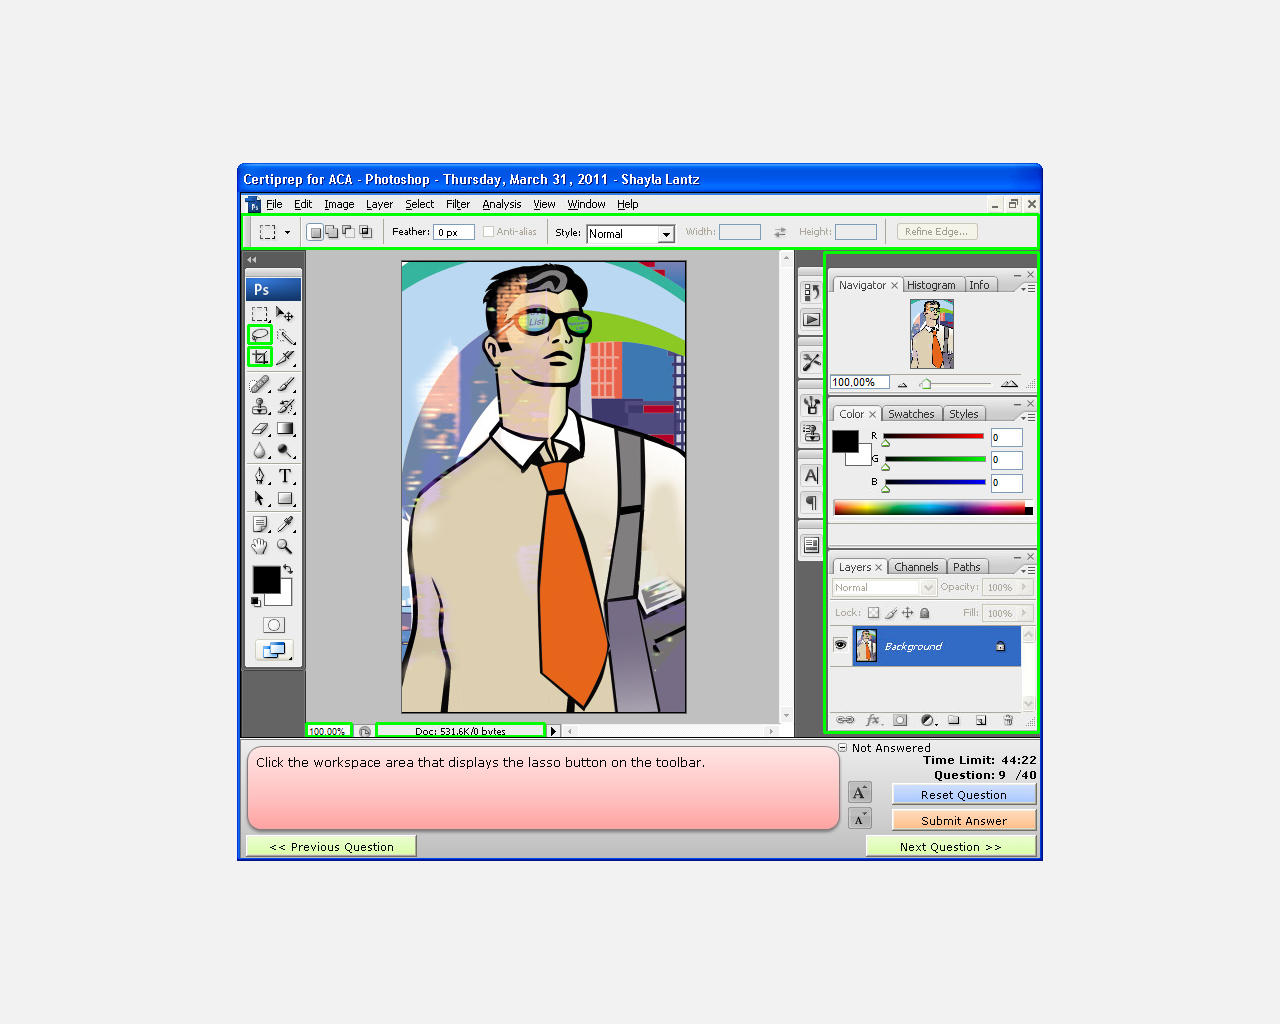 Certiprep for ACA - Photoshop - Thursday, March 31, 2011 - Shayla Lantz
Ps File Edit Image Layer Select Filter Analysis View Window Help
Feather: 0 px Anti-alias Style: Normal Width: Height: Refine Edge...
Ps
T
List
A
Navigator Histogram Info
100.00%
Color Swatches Styles
R 0
G 0
B 0
Layers Channels Paths
Normal Opacity: 100%
Lock: Fill: 100%
Background
fx.
100.00% Doc: 531.6K/0 bytes
Click the workspace area that displays the lasso button on the toolbar.
Not Answered
Time Limit: 44:22
Question: 9 /40
A Reset Question
A Submit Answer
<< Previous Question Next Question >>